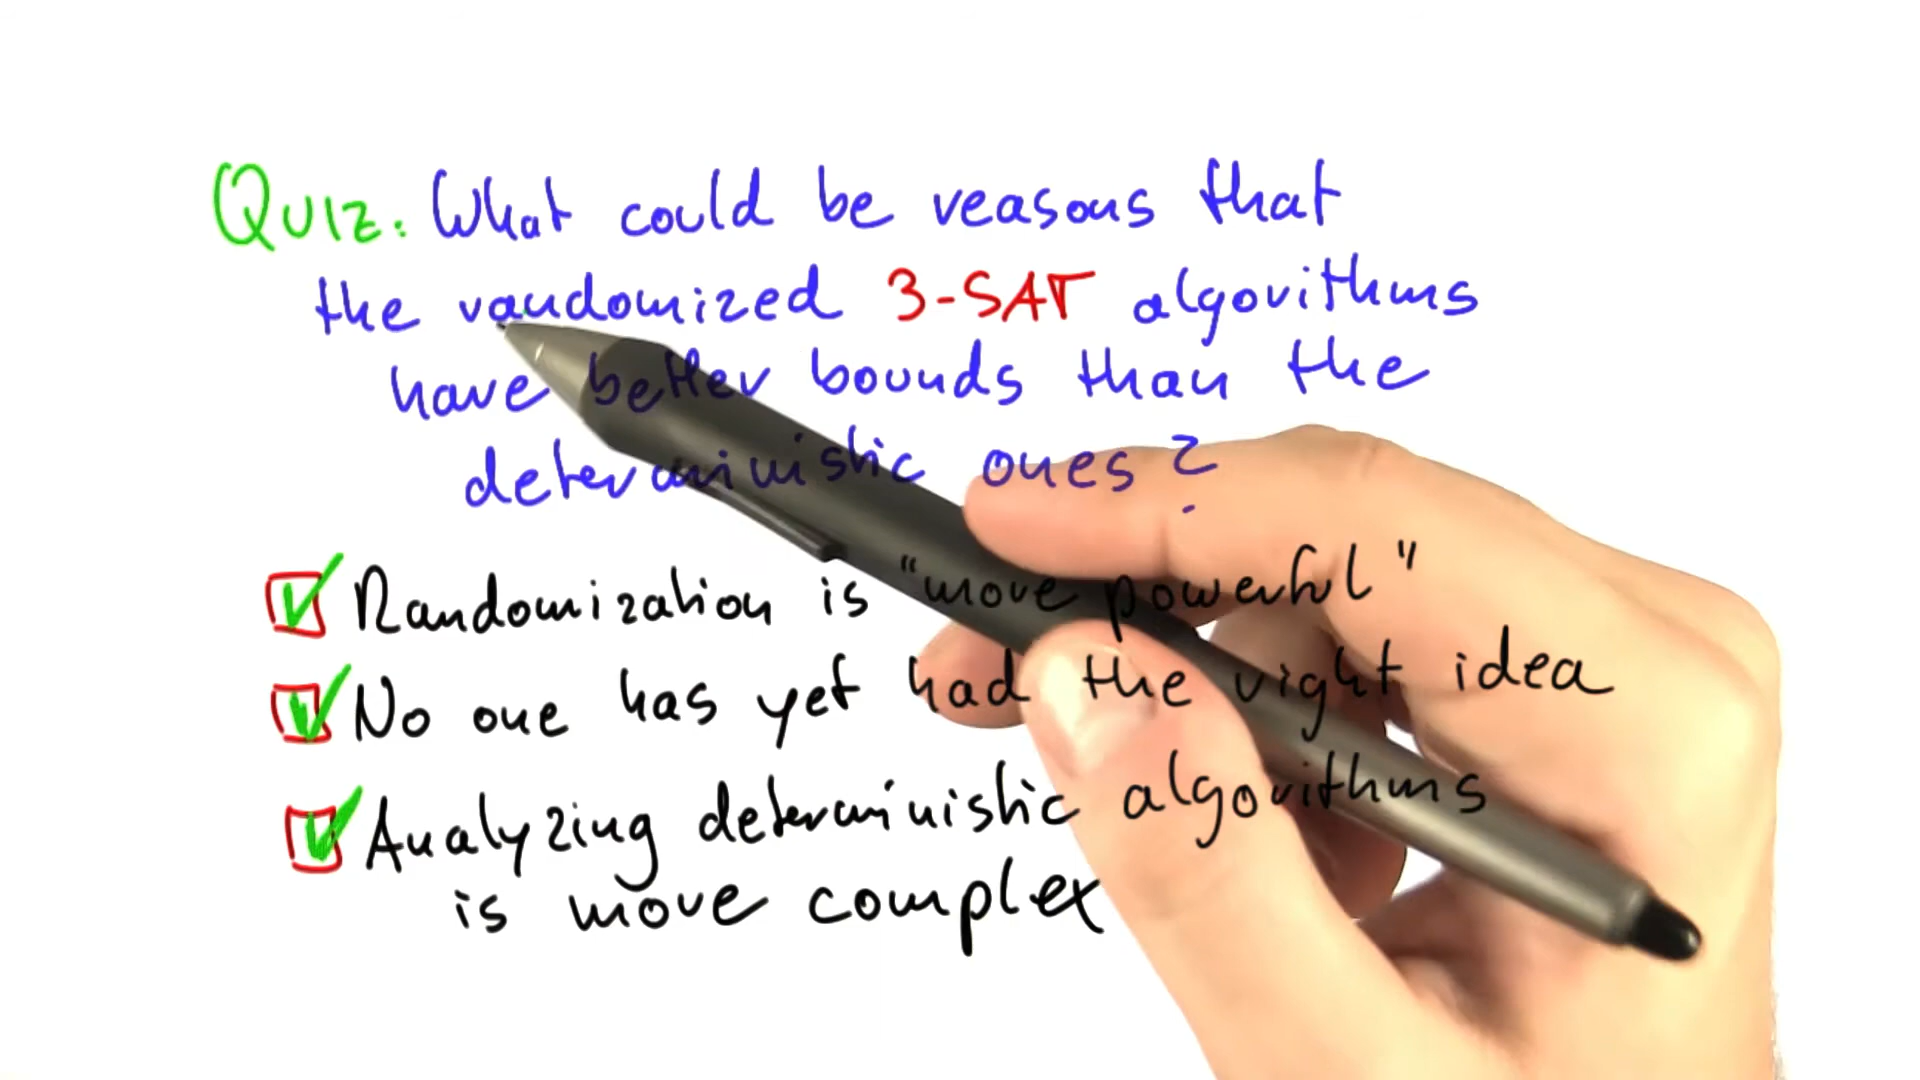 QUIZ: What could be reasons that
the randomized 3-SAT algorithms
have better bounds than the
deterministic ones?
Randomization is "more powerful"
No one has yet had the right idea
Analyzing deterministic algorithms
is more complex